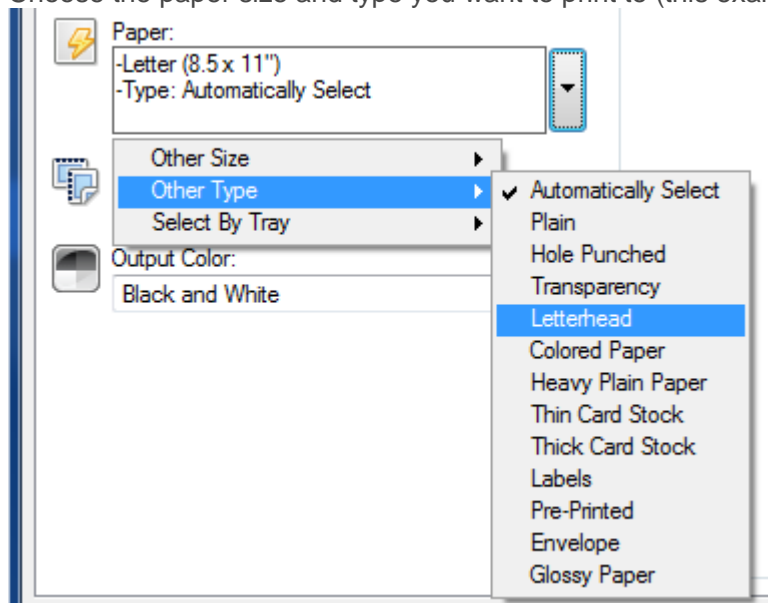 Choose the paper size and type you want to print to (this exa
Paper:
-Letter (8.5 x 11")
-Type: Automatically Select
Other Size
Other Type
Select By Tray
Output Color:
Black and White
Automatically Select
Plain
Hole Punched
Transparency
Letterhead
Colored Paper
Heavy Plain Paper
Thin Card Stock
Thick Card Stock
Labels
Pre-Printed
Envelope
Glossy Paper